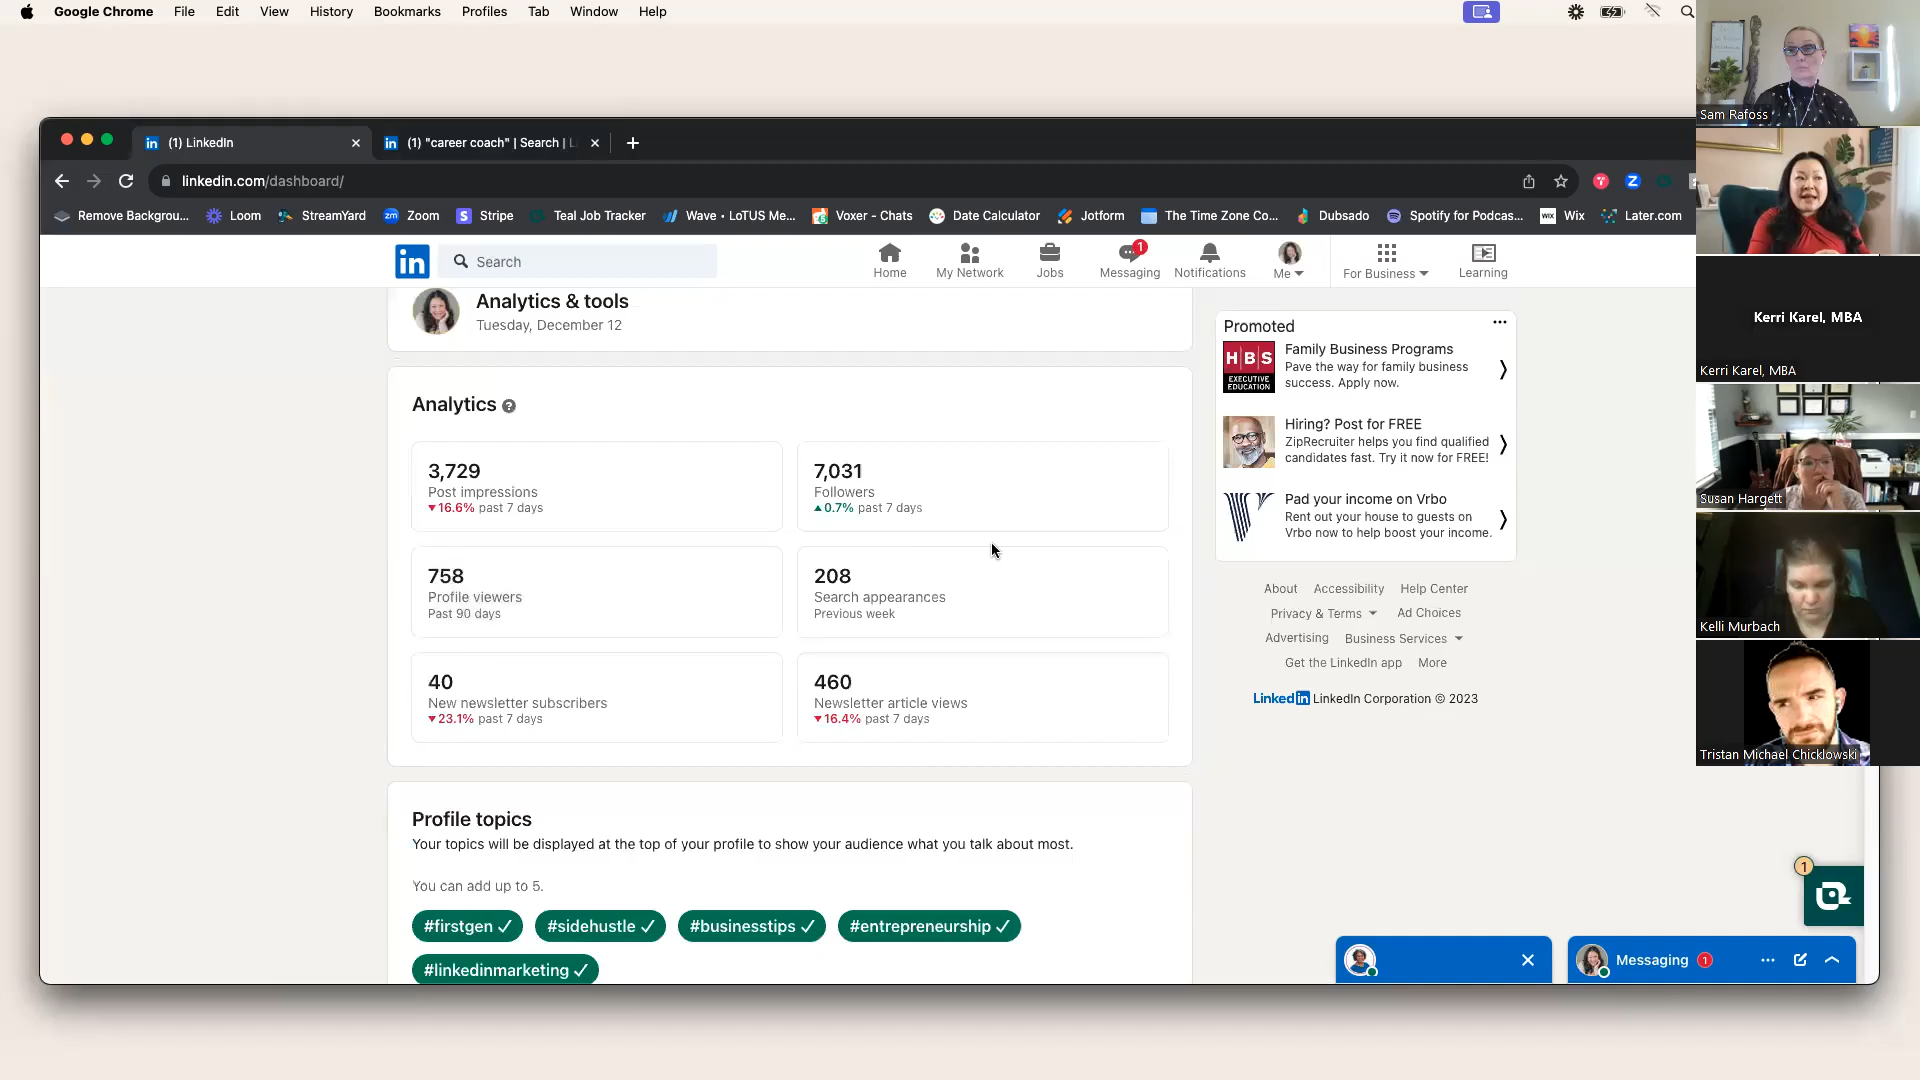 Google Chrome File Edit View History Bookmarks Profiles Tab Window Help
(1) LinkedIn
(1) "career coach" | Search | L
linkedin.com/dashboard/
Remove Backgrou...
Loom
StreamYard
zm Zoom
S Stripe
Teal Job Tracker
Wave • LoTUS Me...
Voxer - Chats
Date Calculator
Jotform
The Time Zone Co...
Dubsado
Spotify for Podcas...
WIX Wix
Later.com
in
Search
Home
My Network
Jobs
1
Messaging
Notifications
Me
For Business
Learning
Analytics & tools
Tuesday, December 12
Analytics ?
3,729
Post impressions
16.6% past 7 days
7,031
Followers
0.7% past 7 days
758
Profile viewers
Past 90 days
208
Search appearances
Previous week
40
New newsletter subscribers
23.1% past 7 days
460
Newsletter article views
16.4% past 7 days
Profile topics
Your topics will be displayed at the top of your profile to show your audience what you talk about most.
You can add up to 5.
#firstgen ✓ #sidehustle ✓ #businesstips ✓ #entrepreneurship ✓
#linkedinmarketing ✓
Promoted
HBS
EXECUTIVE
EDUCATION
Family Business Programs
Pave the way for family business
success. Apply now.
Hiring? Post for FREE
ZipRecruiter helps you find qualified
candidates fast. Try it now for FREE!
Pad your income on Vrbo
Rent out your house to guests on
Vrbo now to help boost your income.
About Accessibility Help Center
Privacy & Terms Ad Choices
Advertising Business Services
Get the LinkedIn app More
LinkedIn LinkedIn Corporation © 2023
1
Messaging 1
Sam Rafoss
Kerri Karel, MBA
Kerri Karel, MBA
Susan Hargett
Kelli Murbach
Tristan Michael Chicklowski